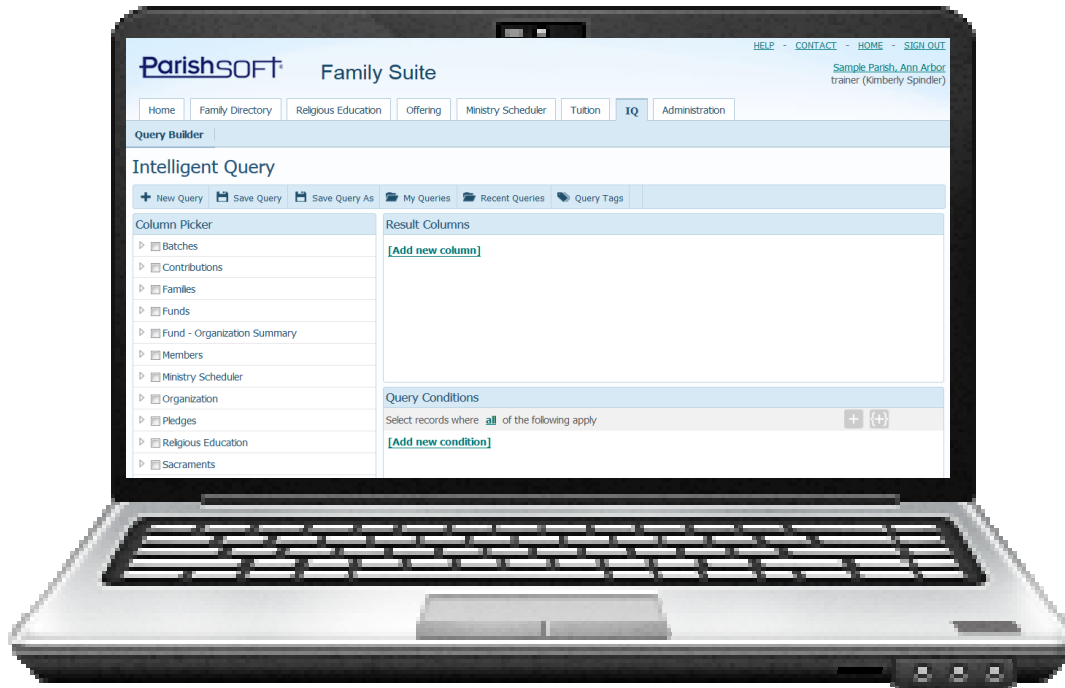 HELP - CONTACT - HOME - SIGN OUT
ParishSOFT Family Suite
Sample Parish, Ann Arbor
trainer (Kimberly Spindler)
Home Family Directory Religious Education Offering Ministry Scheduler Tuition IQ Administration
Query Builder
Intelligent Query
New Query Save Query Save Query As My Queries Recent Queries Query Tags
Column Picker
Batches
Contributions
Families
Funds
Fund - Organization Summary
Members
Ministry Scheduler
Organization
Pledges
Religious Education
Sacraments
Result Columns
[Add new column]
Query Conditions
Select records where all of the following apply
[Add new condition]